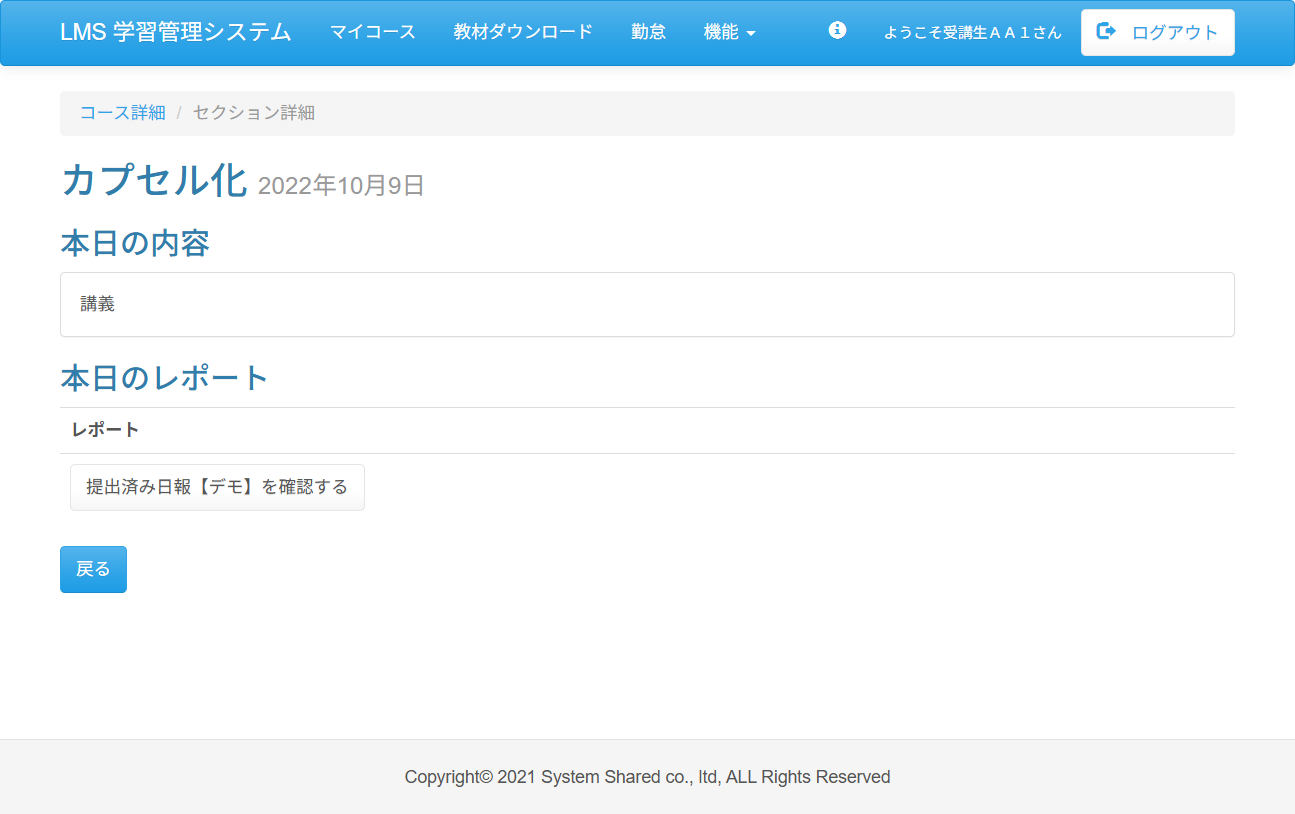 LMS 学習管理システム マイコース 教材ダウンロード 勤怠 機能 ようこそ受講生ＡＡ１さん ログアウト
コース詳細 / セクション詳細
カプセル化 2022年10月9日
本日の内容
講義
本日のレポート
レポート
提出済み日報【デモ】を確認する
戻る
Copyright© 2021 System Shared co., ltd, ALL Rights Reserved